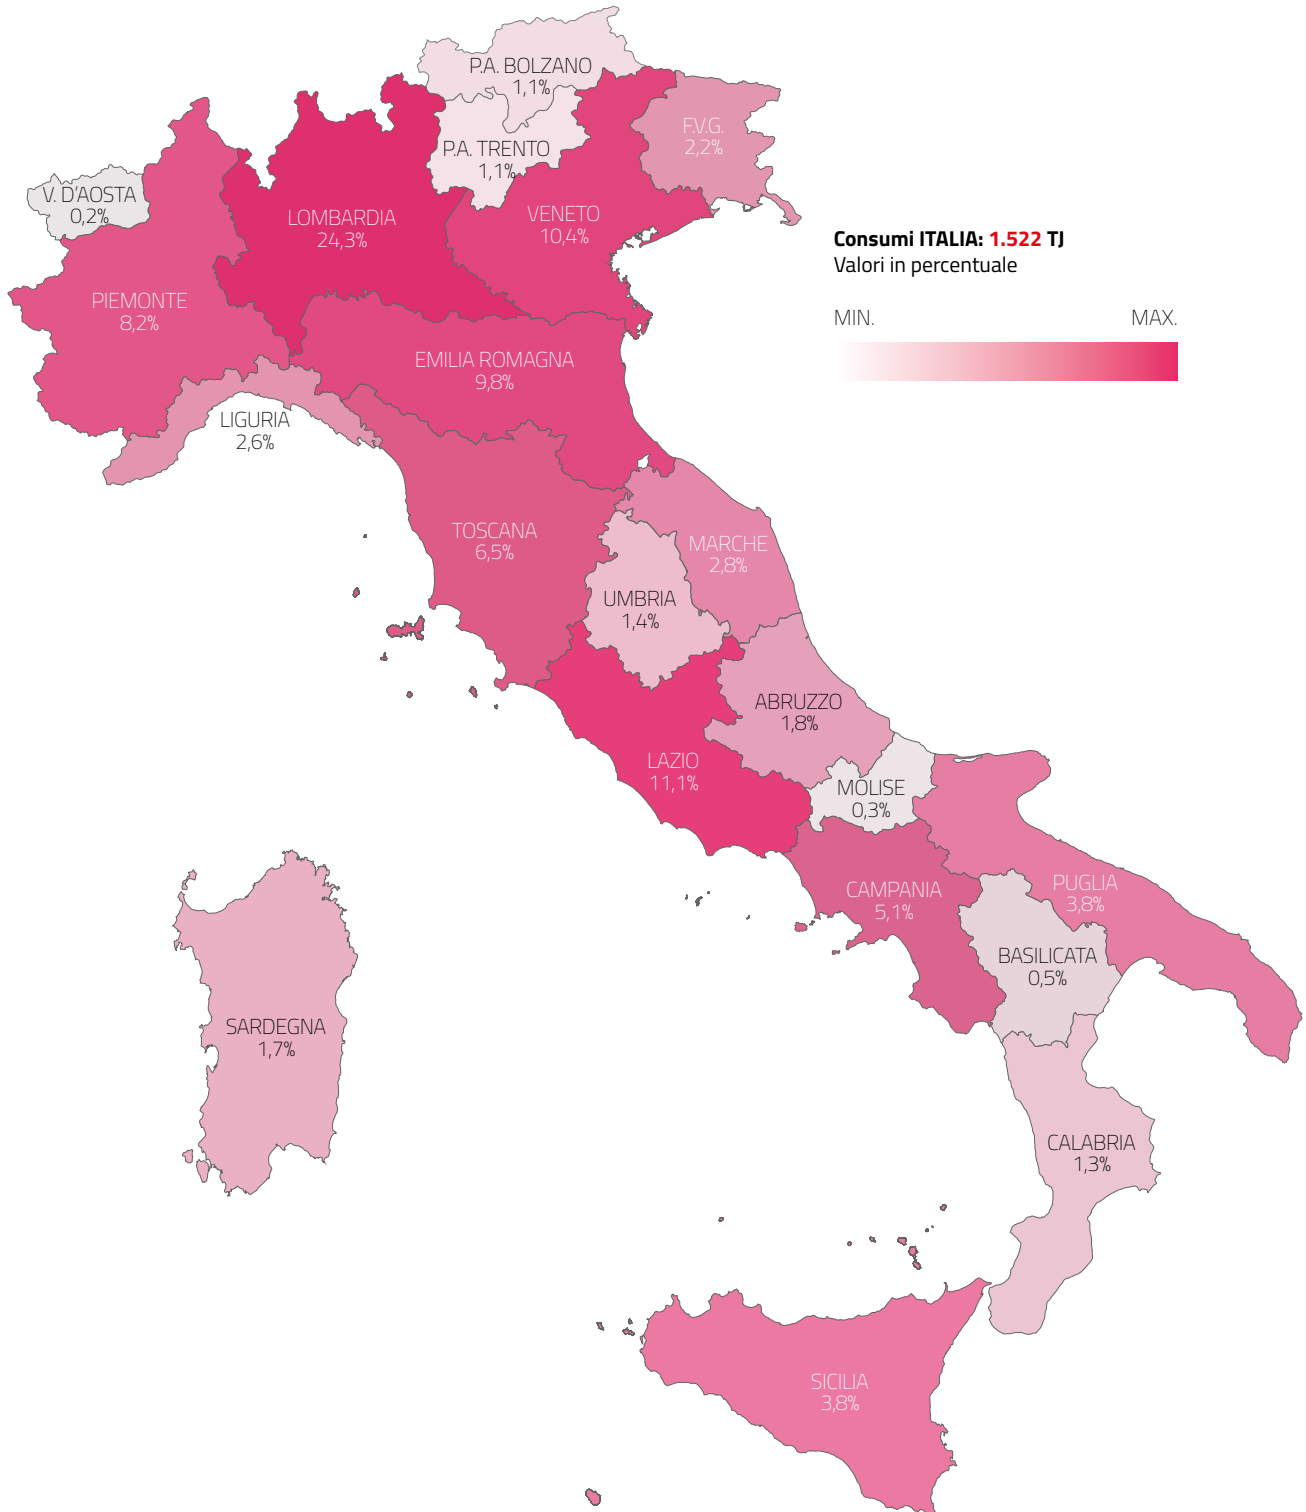 P.A. BOLZANO
1,1%
F.V.G.
2,2%
P.A. TRENTO
1,1%
V. D'AOSTA
0,2%
LOMBARDIA
24,3%
VENETO
10,4%
Consumi ITALIA: 1.522 TJ
Valori in percentuale
MIN.
MAX.
PIEMONTE
8,2%
EMILIA ROMAGNA
9,8%
LIGURIA
2,6%
TOSCANA
6,5%
MARCHE
2,8%
UMBRIA
1,4%
ABRUZZO
1,8%
LAZIO
11,1%
MOLISE
0,3%
CAMPANIA
5,1%
PUGLIA
3,8%
BASILICATA
0,5%
SARDEGNA
1,7%
CALABRIA
1,3%
SICILIA
3,8%